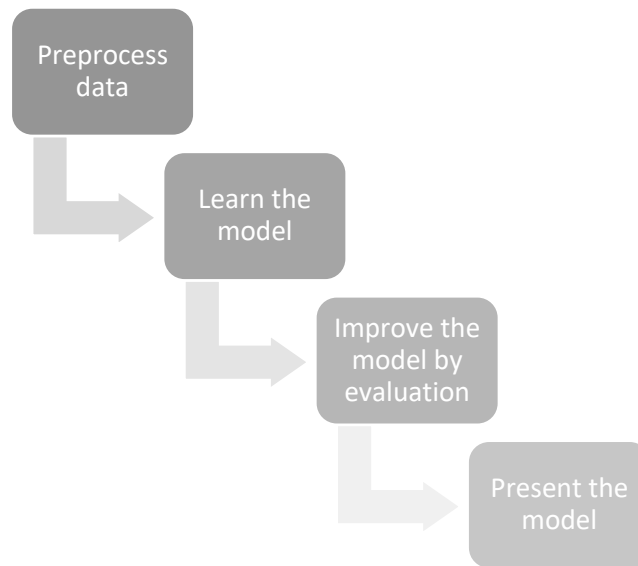 Preprocess
data
Learn the
model
Improve the
model by
evaluation
Present the
model